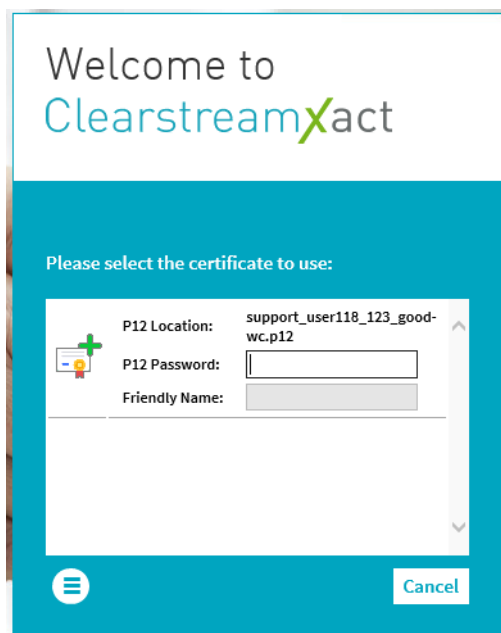 Welcome to
ClearstreamXact
Please select the certificate to use:
P12 Location: support_user118_123_good-
wc.p12
P12 Password:
Friendly Name:
Cancel